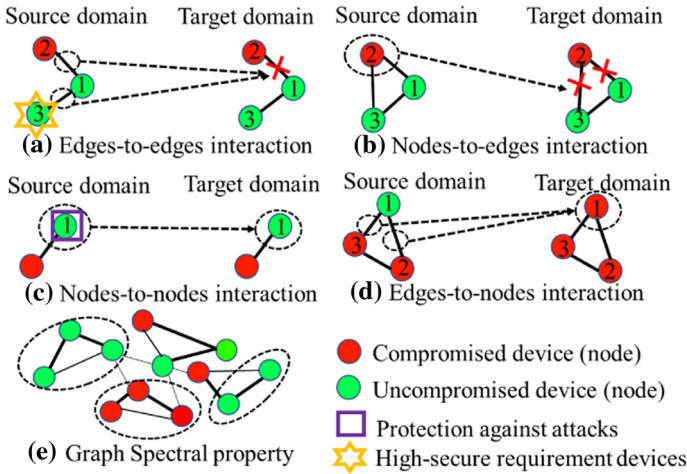 Source domain
Target domain
2
1
3
2
1
3
(a) Edges-to-edges interaction
Source domain
Target domain
2
1
3
2
1
3
(b) Nodes-to-edges interaction
Source domain
Target domain
1
1
(c) Nodes-to-nodes interaction
Source domain
Target domain
1
3
2
1
3
2
(d) Edges-to-nodes interaction
(e) Graph Spectral property
Compromised device (node)
Uncompromised device (node)
Protection against attacks
High-secure requirement devices